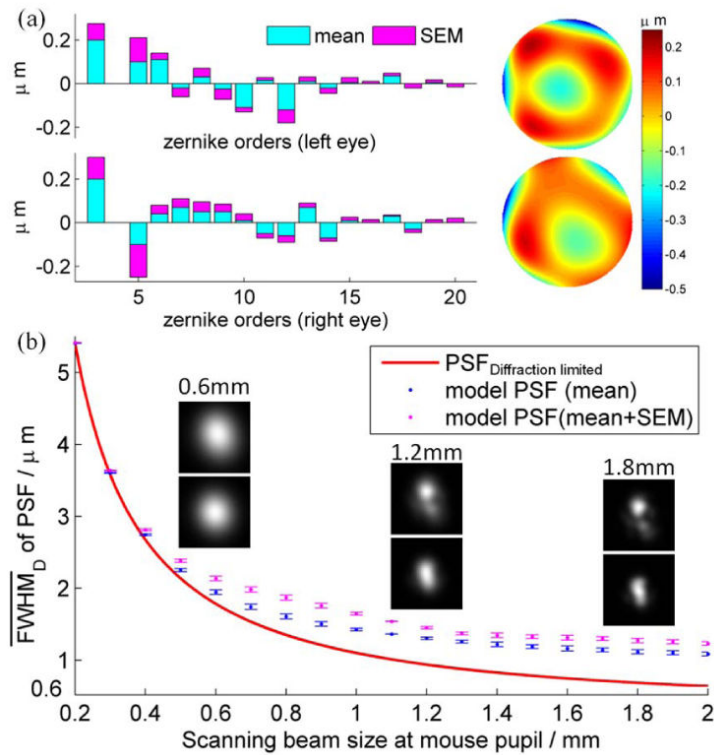 (a)
0.2
0
-0.2
μ m
mean
SEM
zernike orders (left eye)
0.2
0
-0.2
μ m
5
10
15
20
zernike orders (right eye)
μ m
0.2
0.1
0
-0.1
-0.2
-0.3
-0.4
-0.5
(b)
PSF Diffraction limited
model PSF (mean)
model PSF(mean+SEM)
0.6mm
1.2mm
1.8mm
FWHM D of PSF / μ m
5
4
3
2
1
0.6
0.2
0.4
0.6
0.8
1
1.2
1.4
1.6
1.8
2
Scanning beam size at mouse pupil / mm